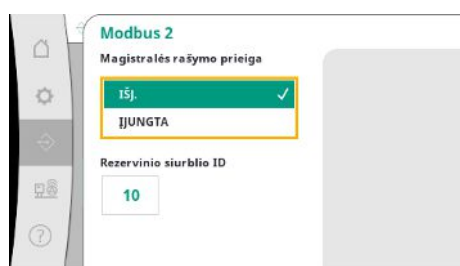 Modbus 2
Magistralės rašymo prieiga
IŠJ.
ĮJUNGTA
Rezervinio siurblio ID
10